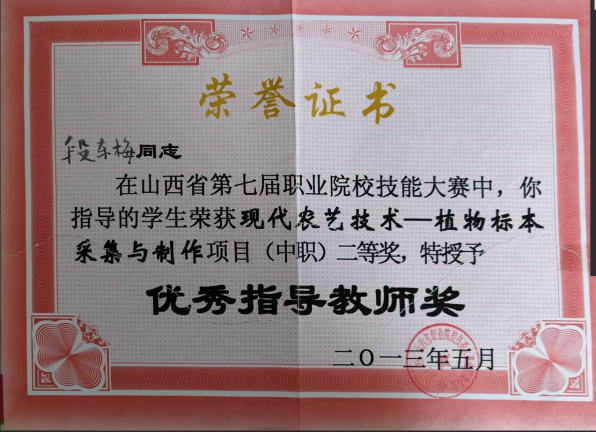 荣誉证书
段东梅同志
在山西省第七届职业院校技能大赛中，你
指导的学生荣获现代农艺技术—植物标本
采集与制作项目（中职）二等奖，特授予
优秀指导教师奖
二〇一三年五月